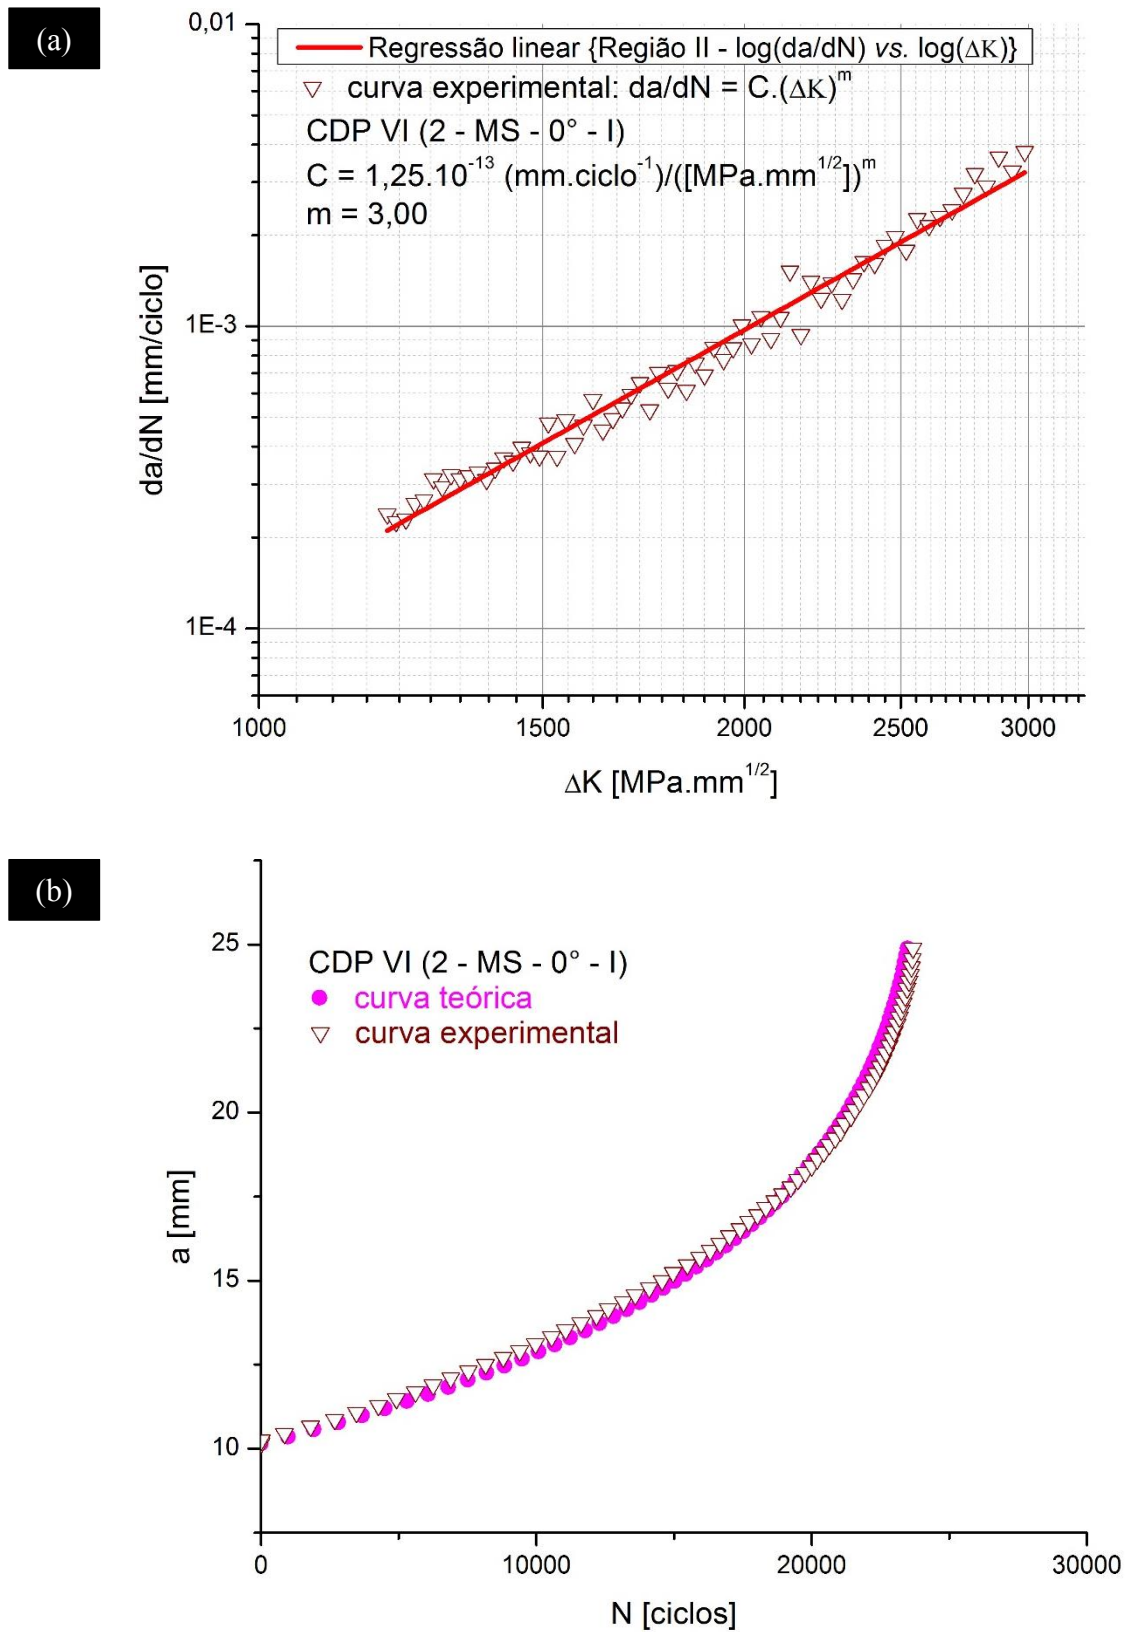 (a)
0,01
Regressão linear {Região II - log(da/dN) vs. log(ΔK)}
curva experimental: da/dN = C.(ΔK)^m
CDP VI (2 - MS - 0° - I)
C = 1,25.10^-13 (mm.ciclo^-1)/([MPa.mm^1/2])^m
m = 3,00
da/dN [mm/ciclo]
1E-3
1E-4
1000 1500 2000 2500 3000
ΔK [MPa.mm^1/2]
(b)
25
CDP VI (2 - MS - 0° - I)
curva teórica
curva experimental
20
a [mm]
15
10
0 10000 20000 30000
N [ciclos]